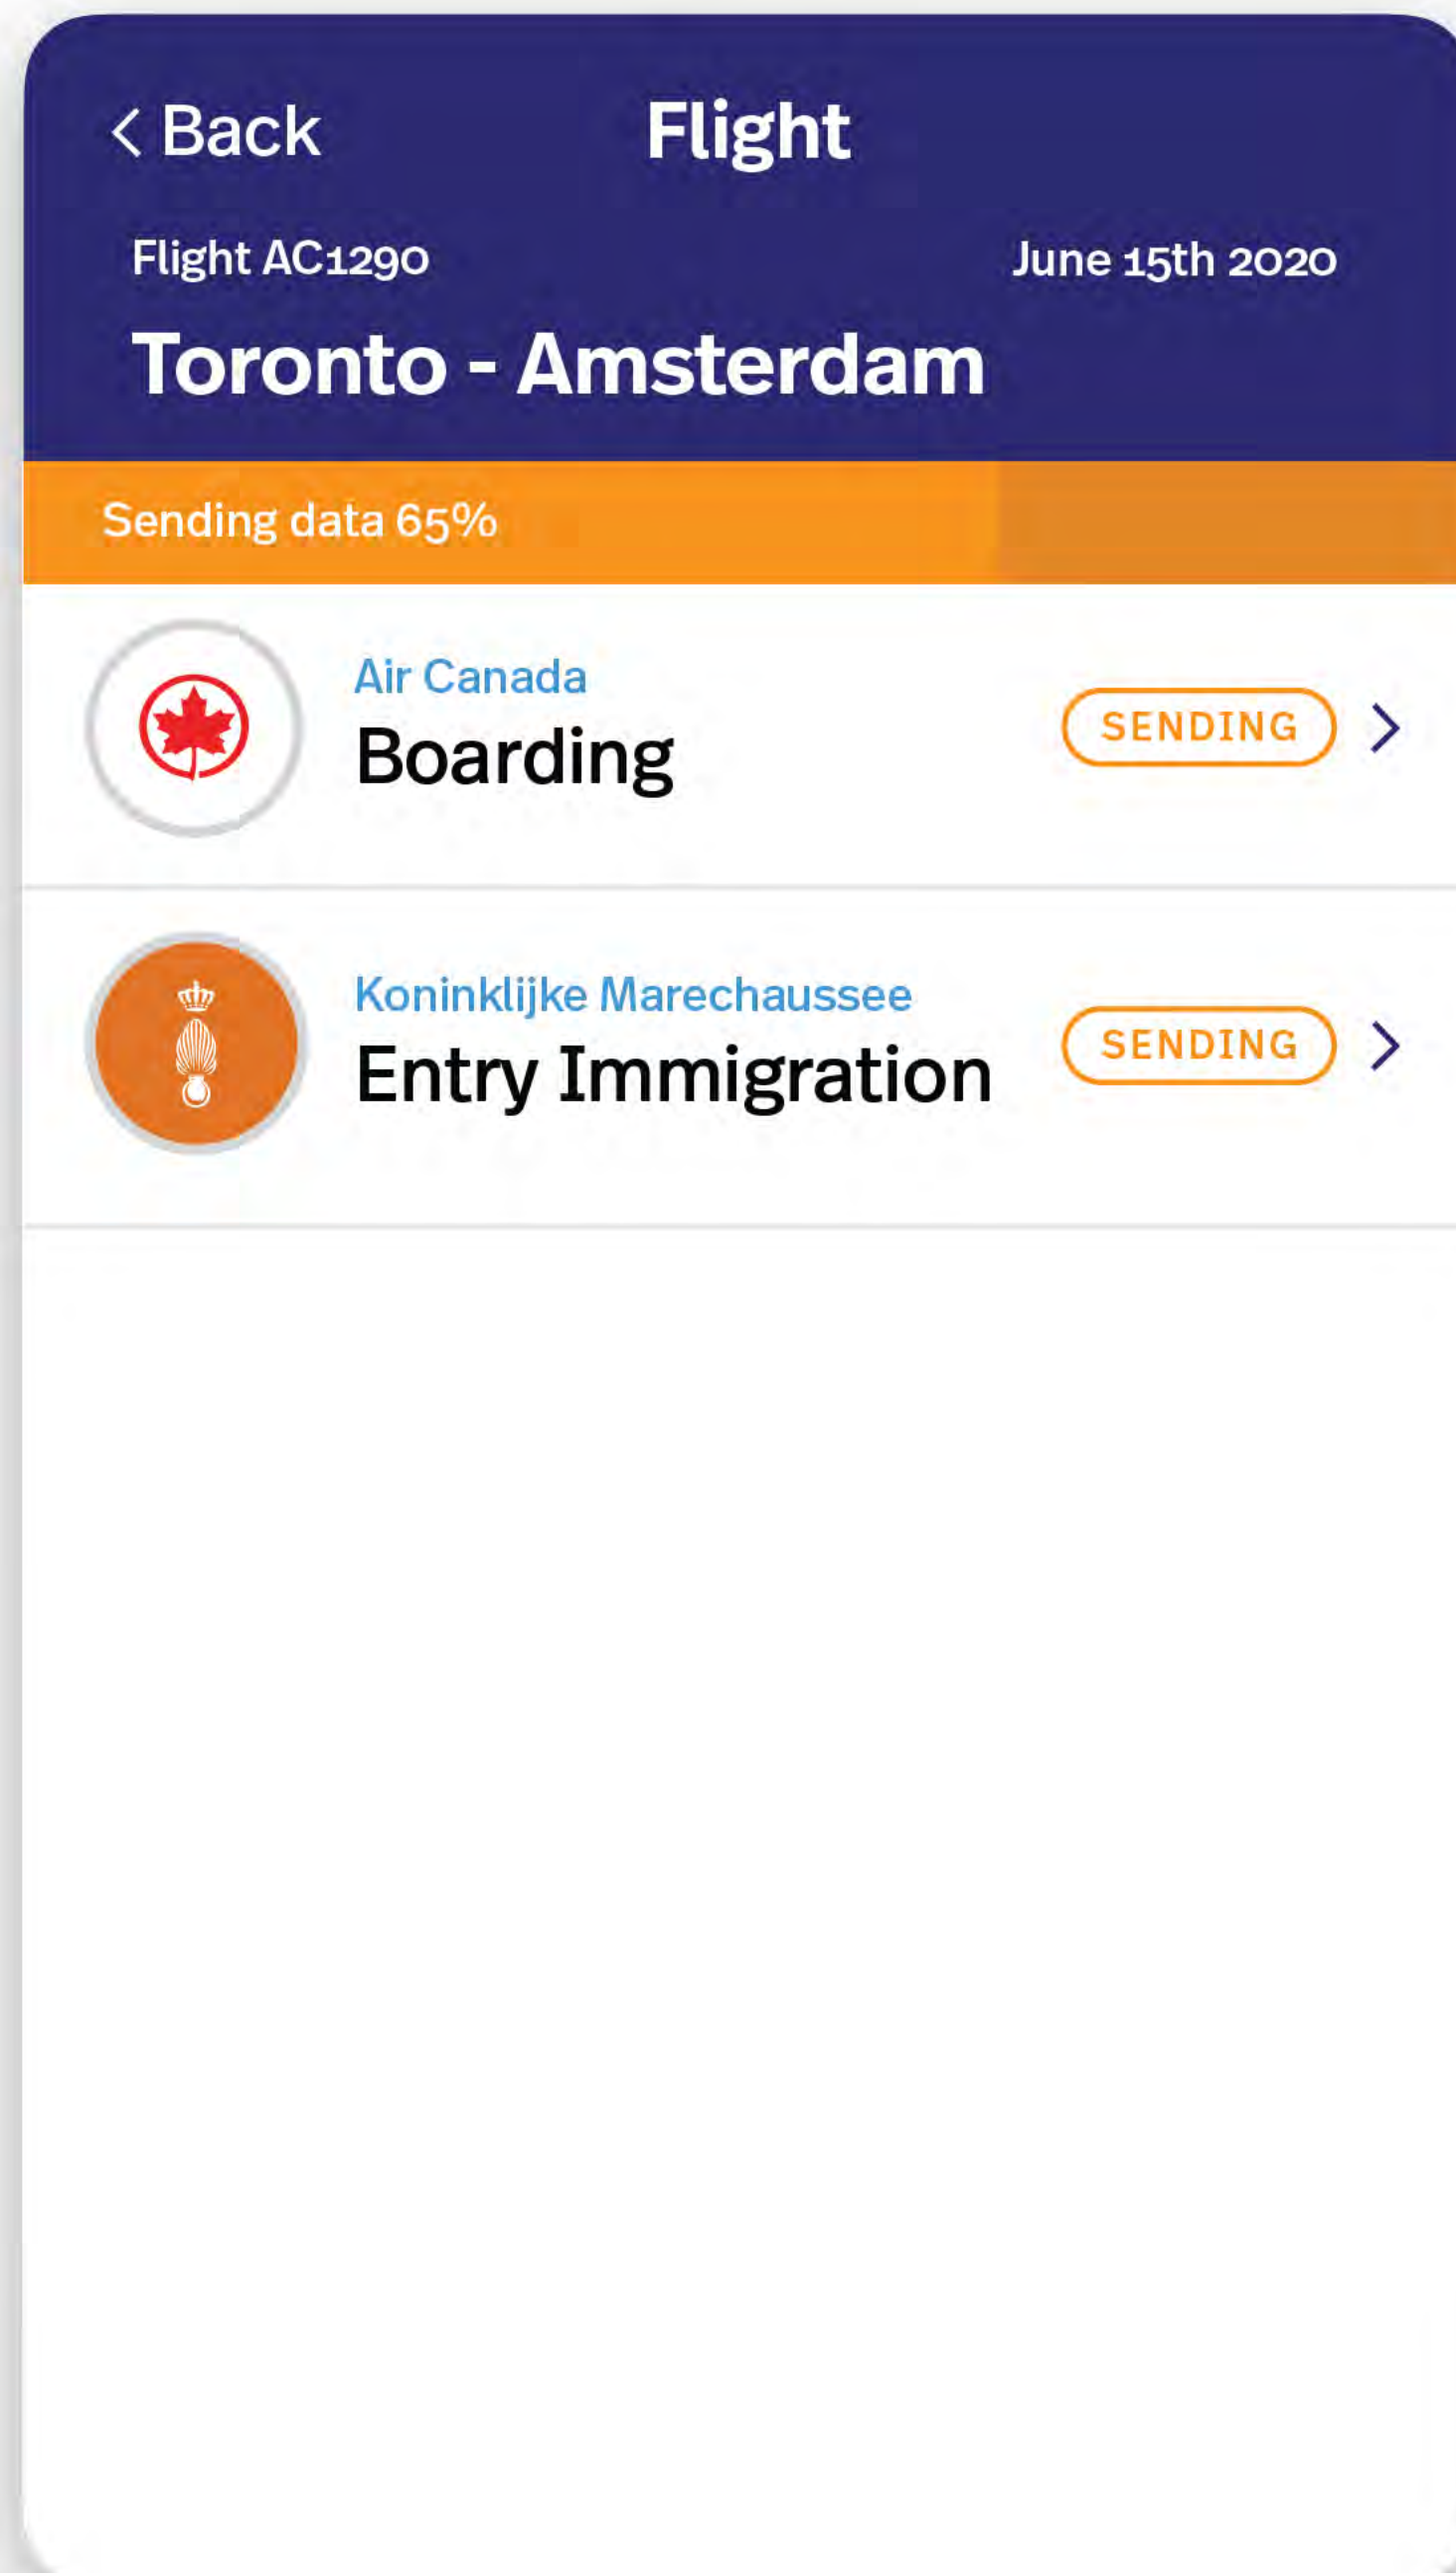 Back
Flight
Flight AC1290
June 15th 2020
Toronto - Amsterdam
Sending data 65%
Air Canada
Boarding
SENDING
Koninklijke Marechaussee
Entry Immigration
SENDING